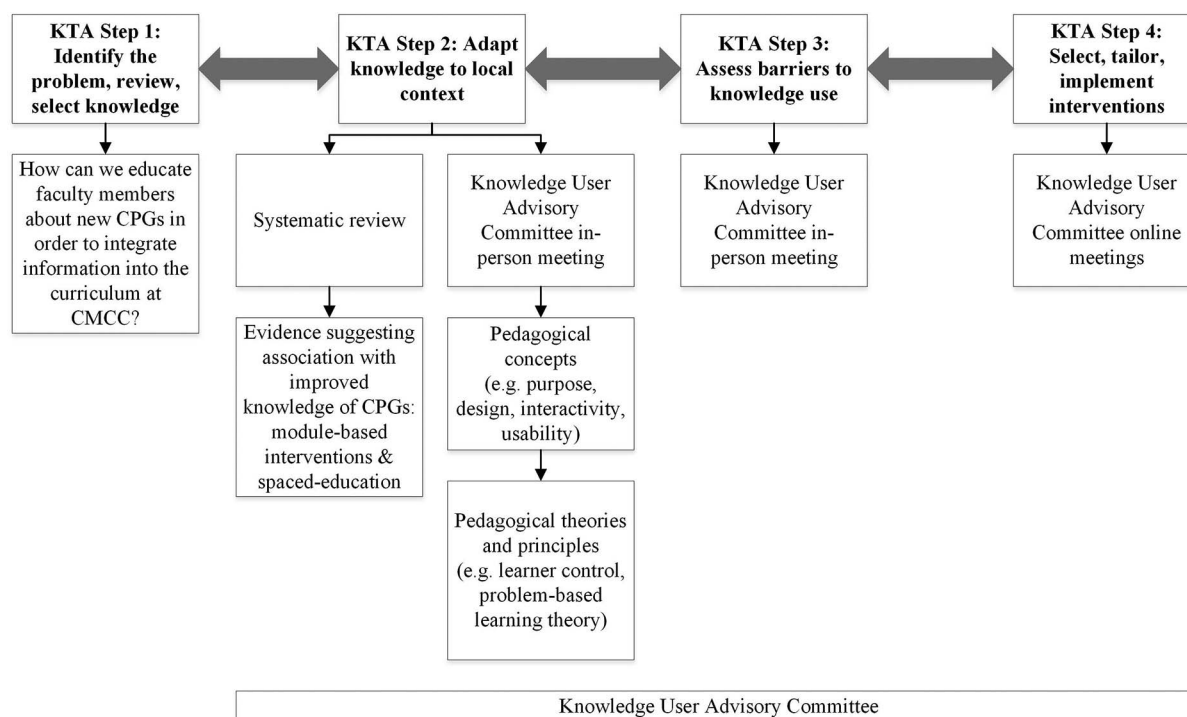 KTA Step 1:
Identify the
problem, review,
select knowledge
KTA Step 2: Adapt
knowledge to local
context
KTA Step 3:
Assess barriers to
knowledge use
KTA Step 4:
Select, tailor,
implement
interventions
How can we educate
faculty members
about new CPGs in
order to integrate
information into the
curriculum at
CMCC?
Systematic review
Knowledge User
Advisory
Committee in-
person meeting
Knowledge User
Advisory
Committee in-
person meeting
Knowledge User
Advisory
Committee online
meetings
Evidence suggesting
association with
improved
knowledge of CPGs:
module-based
interventions &
spaced-education
Pedagogical
concepts
(e.g. purpose,
design, interactivity,
usability)
Pedagogical theories
and principles
(e.g. learner control,
problem-based
learning theory)
Knowledge User Advisory Committee